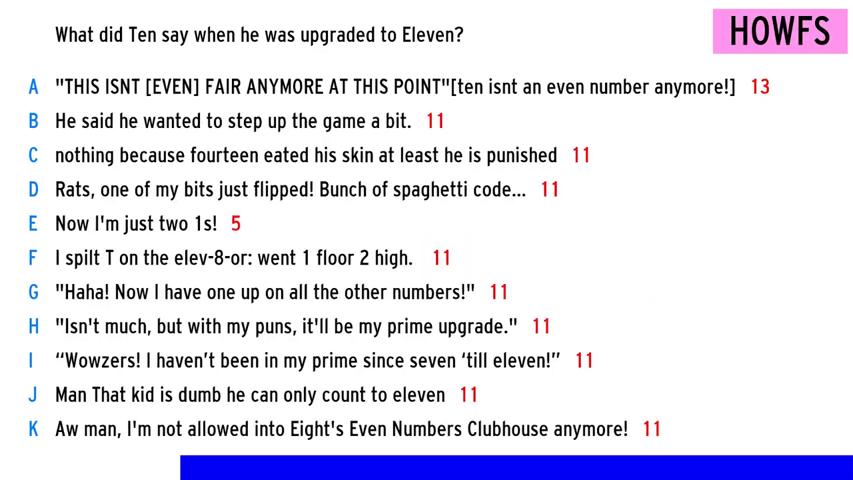 What did Ten say when he was upgraded to Eleven?
HOWFS
A "THIS ISNT [EVEN] FAIR ANYMORE AT THIS POINT"[ten isnt an even number anymore!] 13
B He said he wanted to step up the game a bit. 11
C nothing because fourteen eated his skin at least he is punished 11
D Rats, one of my bits just flipped! Bunch of spaghetti code... 11
E Now I'm just two 1s! 5
F I spilt T on the elev-8-or: went 1 floor 2 high. 11
G "Haha! Now I have one up on all the other numbers!" 11
H "Isn't much, but with my puns, it'll be my prime upgrade." 11
I “Wowzers! I haven’t been in my prime since seven ‘till eleven!” 11
J Man That kid is dumb he can only count to eleven 11
K Aw man, I'm not allowed into Eight's Even Numbers Clubhouse anymore! 11